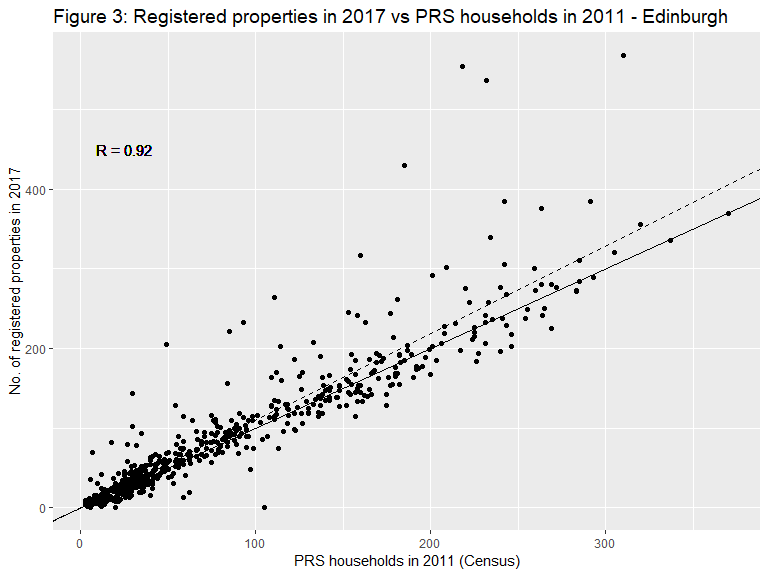 Figure 3: Registered properties in 2017 vs PRS households in 2011 - Edinburgh
R = 0.92
No. of registered properties in 2017
400
200
0
0 100 200 300
PRS households in 2011 (Census)